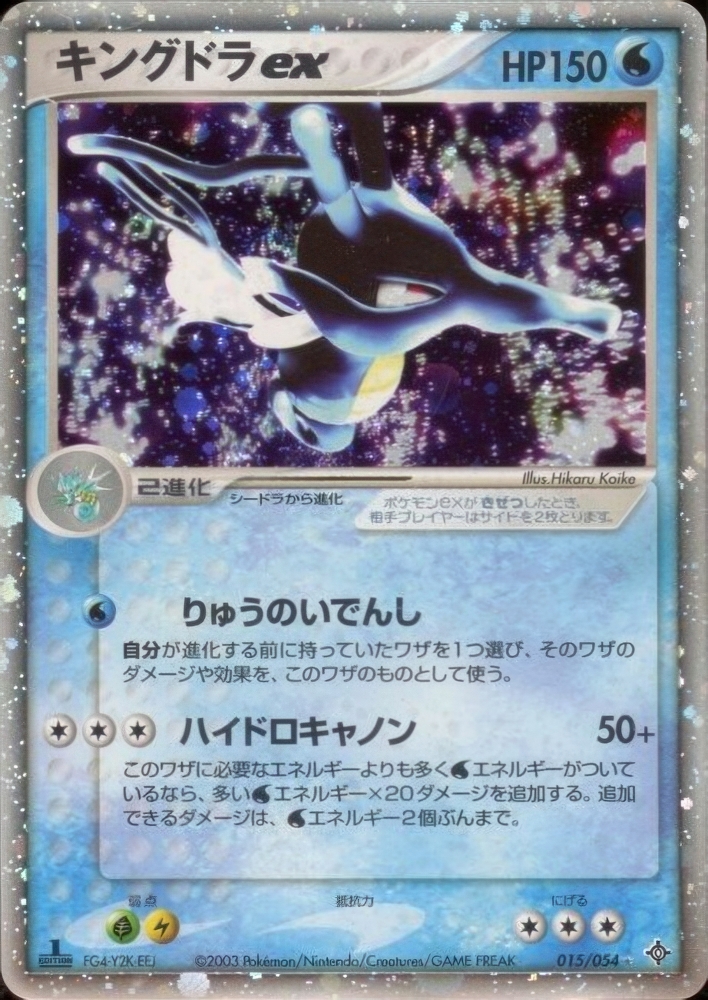 キングドラex HP150
2進化 シードラから進化
Illus.Hikaru Koike
ポケモンexがきぜつしたとき、
相手プレイヤーはサイドを2枚とります。
りゅうのいでんし
自分が進化する前に持っていたワザを1つ選び、そのワザの
ダメージや効果を、このワザのものとして使う。
ハイドロキャノン 50+
このワザに必要なエネルギーよりも多くエネルギーがついて
いるなら、多いエネルギー×20ダメージを追加する。追加
できるダメージは、エネルギー2個ぶんまで。
弱点 抵抗力 にげる
1 EDITION FG4-Y2K-EEJ ©2003 Pokémon/Nintendo/Creatures/GAME FREAK 015/054